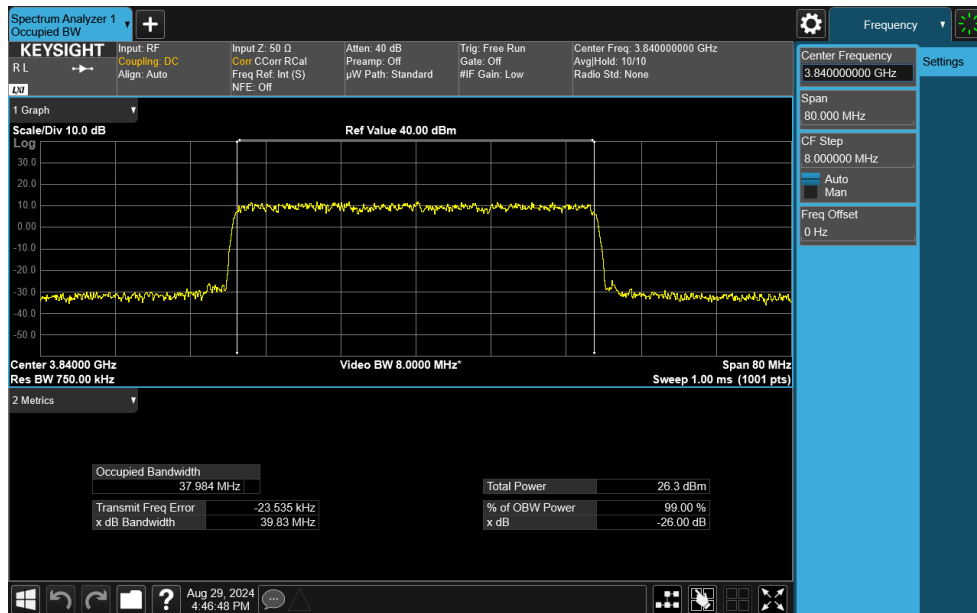 Spectrum Analyzer 1
Occupied BW
Frequency
KEYSIGHT
R L
LXI
Input: RF
Coupling: DC
Align: Auto
Input Z: 50 Ω
Corr CCorr RCal
Freq Ref: Int (S)
NFE: Off
Atten: 40 dB
Preamp: Off
µW Path: Standard
Trig: Free Run
Gate: Off
#IF Gain: Low
Center Freq: 3.840000000 GHz
Avg|Hold: 10/10
Radio Std: None
Center Frequency
3.840000000 GHz
Settings
Span
80.000 MHz
CF Step
8.000000 MHz
Auto
Man
Freq Offset
0 Hz
1 Graph
Scale/Div 10.0 dB
Ref Value 40.00 dBm
Log
30.0
20.0
10.0
0.00
-10.0
-20.0
-30.0
-40.0
-50.0
Center 3.84000 GHz
Video BW 8.0000 MHz*
Span 80 MHz
Res BW 750.00 kHz
Sweep 1.00 ms (1001 pts)
2 Metrics
Occupied Bandwidth
37.984 MHz
Total Power 26.3 dBm
Transmit Freq Error -23.535 kHz
% of OBW Power 99.00 %
x dB Bandwidth 39.83 MHz
x dB -26.00 dB
?
Aug 29, 2024
4:46:48 PM